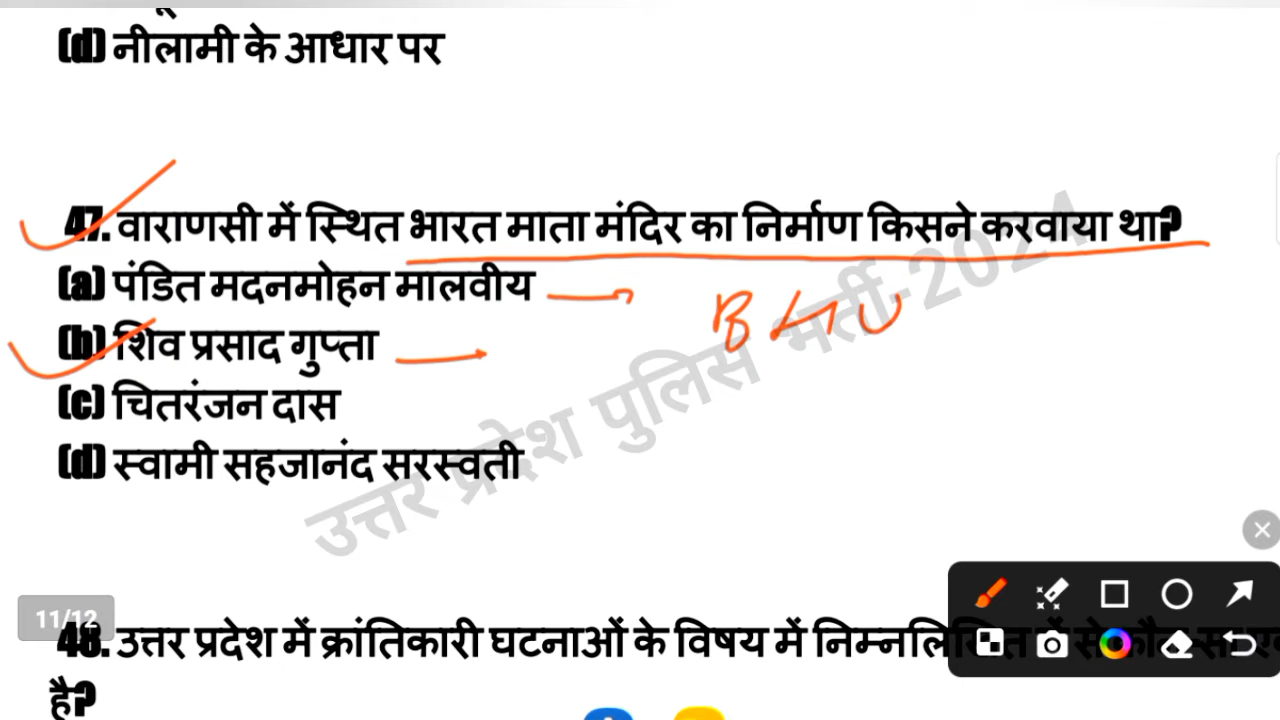 (d) नीलामी के आधार पर
47. वाराणसी में स्थित भारत माता मंदिर का निर्माण किसने करवाया था?
(a) पंडित मदनमोहन मालवीय
BHU
(b) शिव प्रसाद गुप्ता
(c) चितरंजन दास
(d) स्वामी सहजानंद सरस्वती
उत्तर प्रदेश पुलिस भर्ती-2024
11/12
48. उत्तर प्रदेश में क्रांतिकारी घटनाओं के विषय में से कौन सा
है?